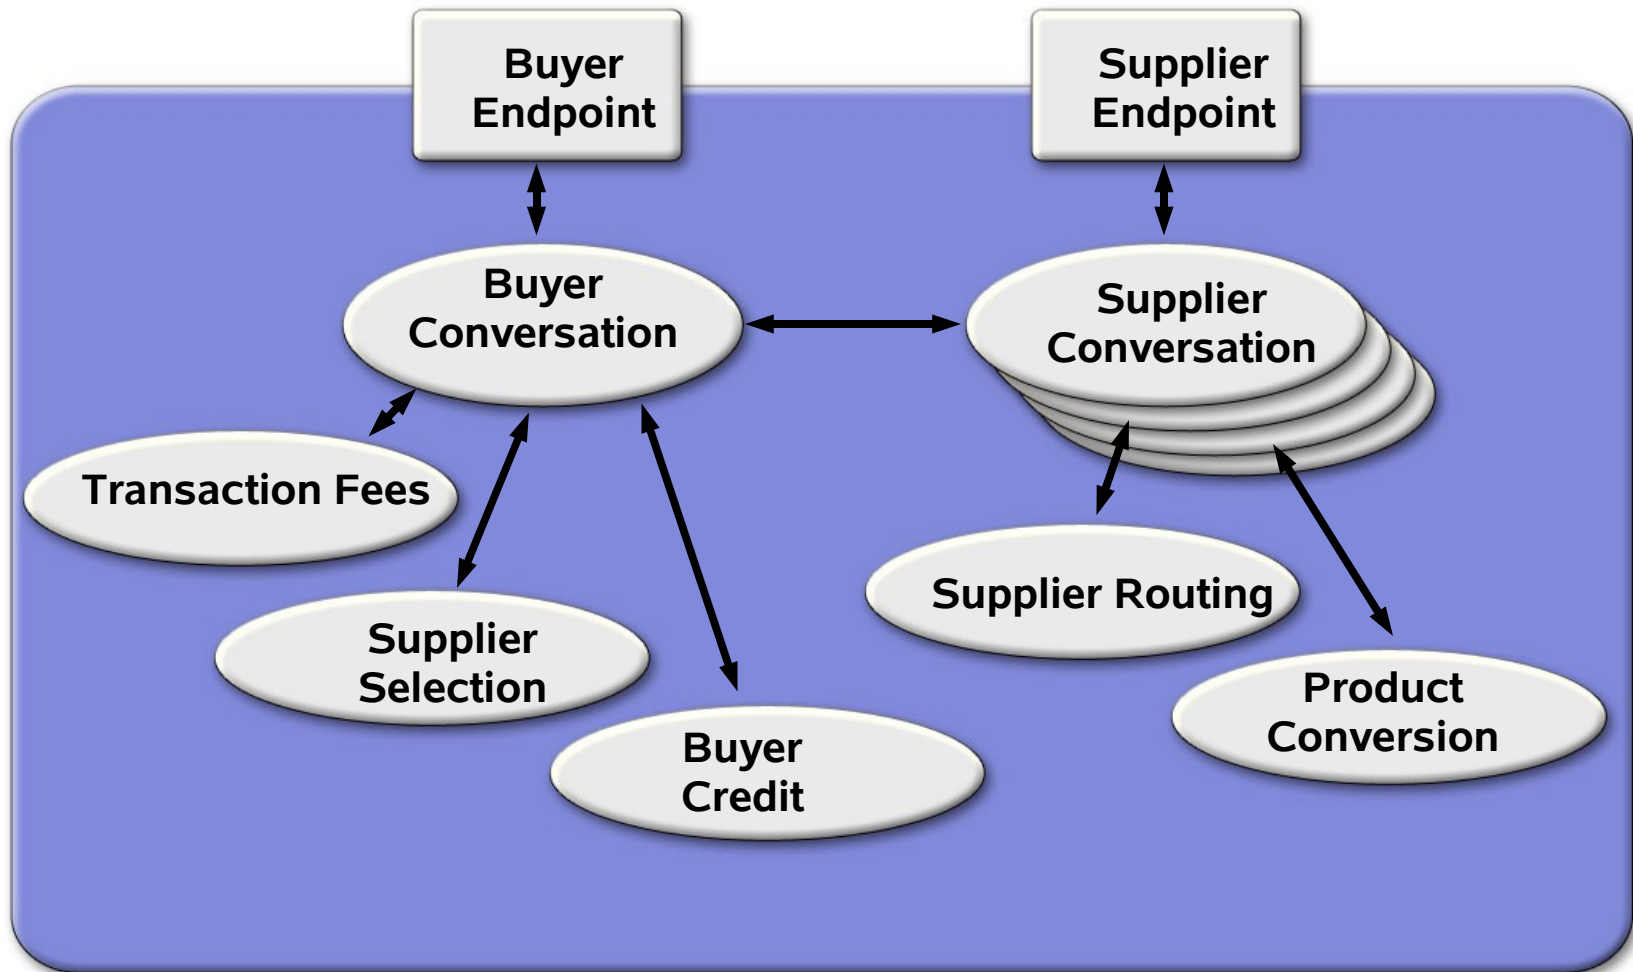 Buyer
Endpoint
Supplier
Endpoint
Buyer
Conversation
Supplier
Conversation
Transaction Fees
Supplier
Selection
Buyer
Credit
Supplier Routing
Product
Conversion